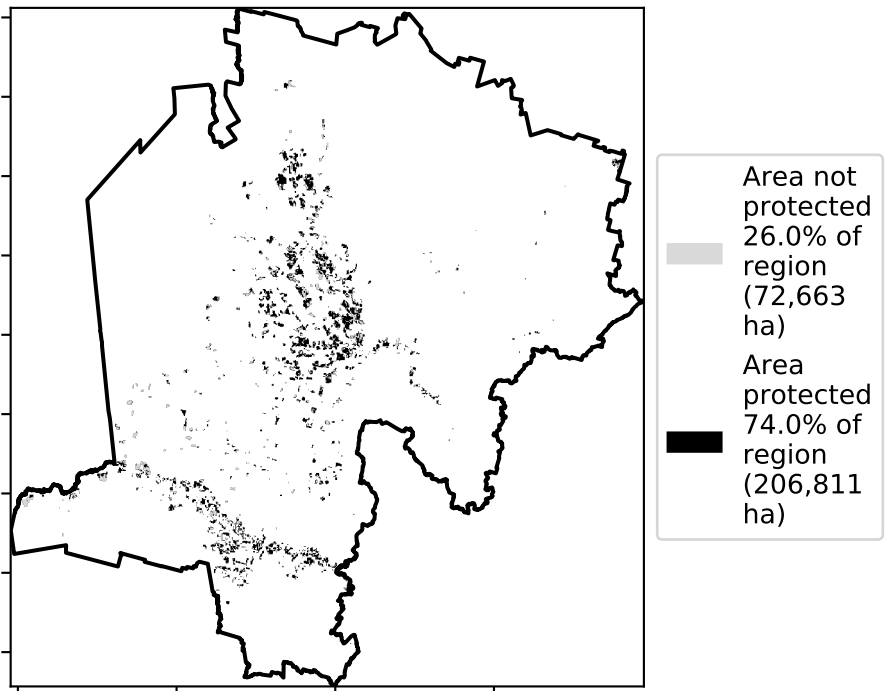 Area not
protected
26.0% of
region
(72,663
ha)
Area
protected
74.0% of
region
(206,811
ha)